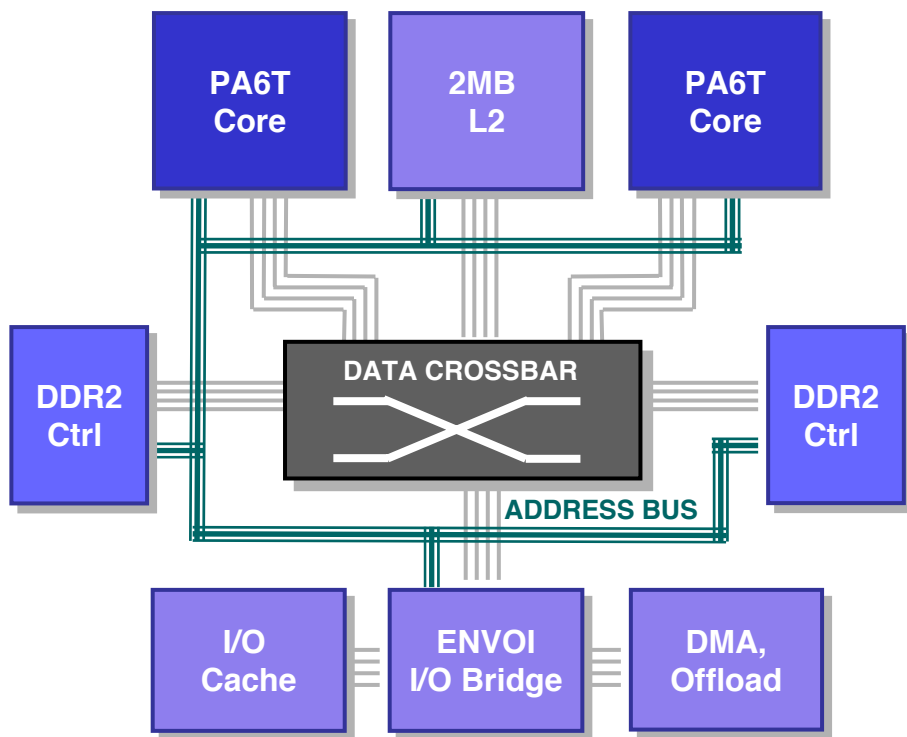 PA6T
Core
2MB
L2
PA6T
Core
DDR2
Ctrl
DATA CROSSBAR
DDR2
Ctrl
ADDRESS BUS
I/O
Cache
ENVOI
I/O Bridge
DMA,
Offload